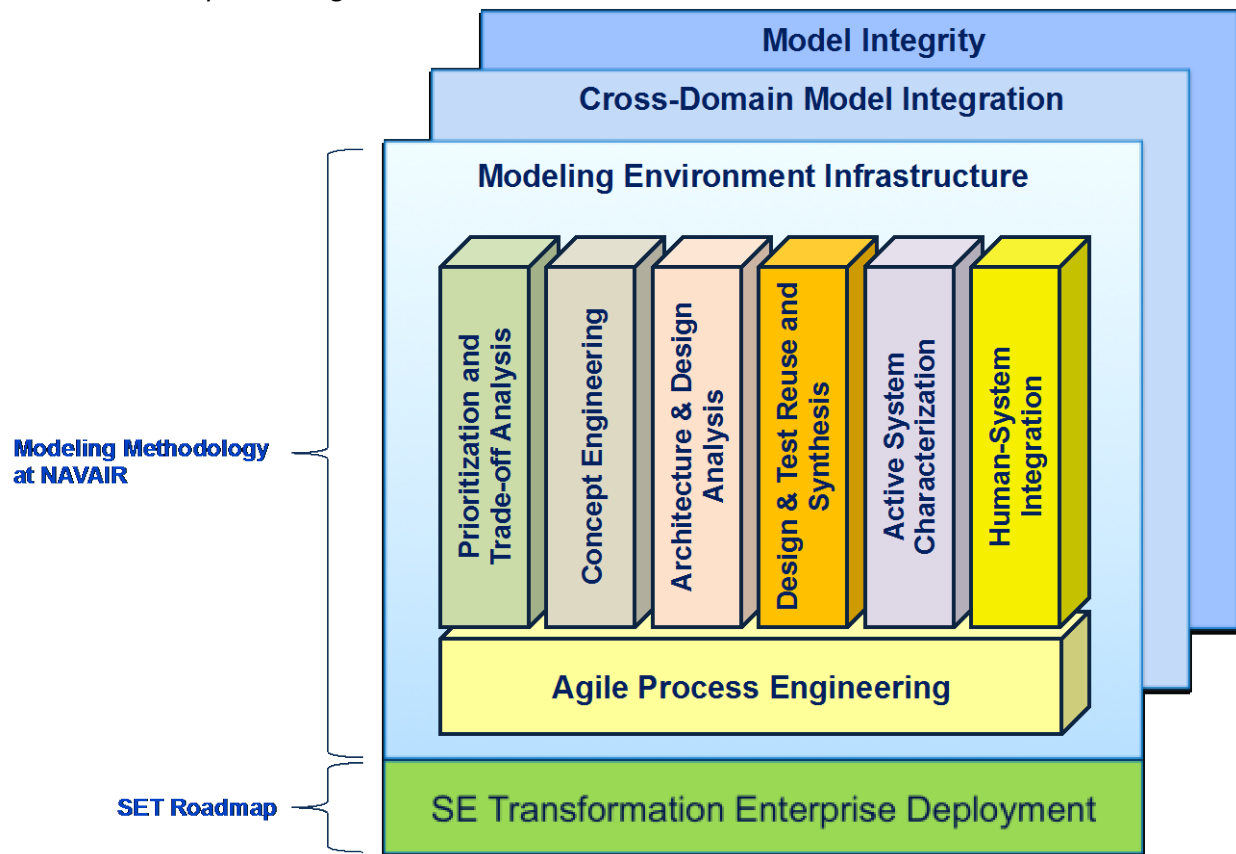 Model Integrity
Cross-Domain Model Integration
Modeling Environment Infrastructure
Prioritization and
Trade-off Analysis
Concept Engineering
Architecture & Design
Analysis
Design & Test Reuse and
Synthesis
Active System
Characterization
Human-System
Integration
Agile Process Engineering
Modeling Methodology
at NAVAIR
SET Roadmap
SE Transformation Enterprise Deployment